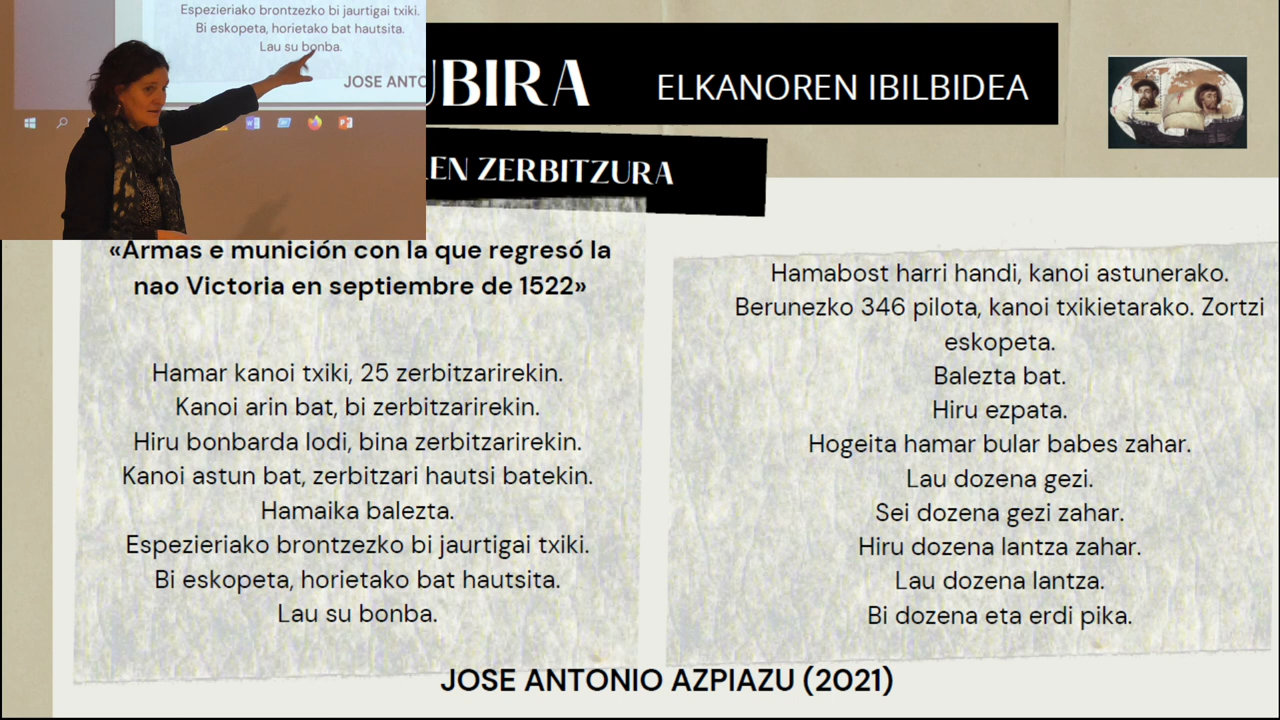 Espezieriako brontzezko bi jaurtigai txiki.
Bi eskopeta, horietako bat hautsita.
Lau su bonba.
JOSE ANTO
UBIRA
ELKANOREN IBILBIDEA
EN ZERBITZURA
«Armas e munición con la que regresó la
nao Victoria en septiembre de 1522»
Hamar kanoi txiki, 25 zerbitzarirekin.
Kanoi arin bat, bi zerbitzarirekin.
Hiru bonbarda lodi, bina zerbitzarirekin.
Kanoi astun bat, zerbitzari hautsi batekin.
Hamaika balezta.
Espezieriako brontzezko bi jaurtigai txiki.
Bi eskopeta, horietako bat hautsita.
Lau su bonba.
Hamabost harri handi, kanoi astunerako.
Berunezko 346 pilota, kanoi txikietarako. Zortzi
eskopeta.
Balezta bat.
Hiru ezpata.
Hogeita hamar bular babes zahar.
Lau dozena gezi.
Sei dozena gezi zahar.
Hiru dozena lantza zahar.
Lau dozena lantza.
Bi dozena eta erdi pika.
JOSE ANTONIO AZPIAZU (2021)